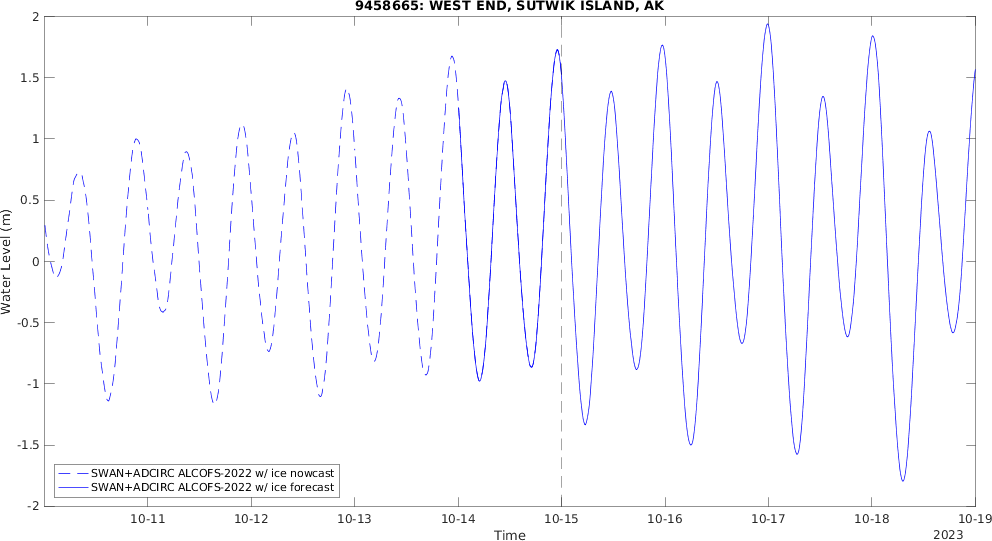 9458665: WEST END, SUTWIK ISLAND, AK
2
1.5
1
0.5
0
-0.5
-1
-1.5
-2
Water Level (m)
SWAN+ADCIRC ALCOFS-2022 w/ ice nowcast
SWAN+ADCIRC ALCOFS-2022 w/ ice forecast
10-11 10-12 10-13 10-14 10-15 10-16 10-17 10-18 10-19
Time
2023